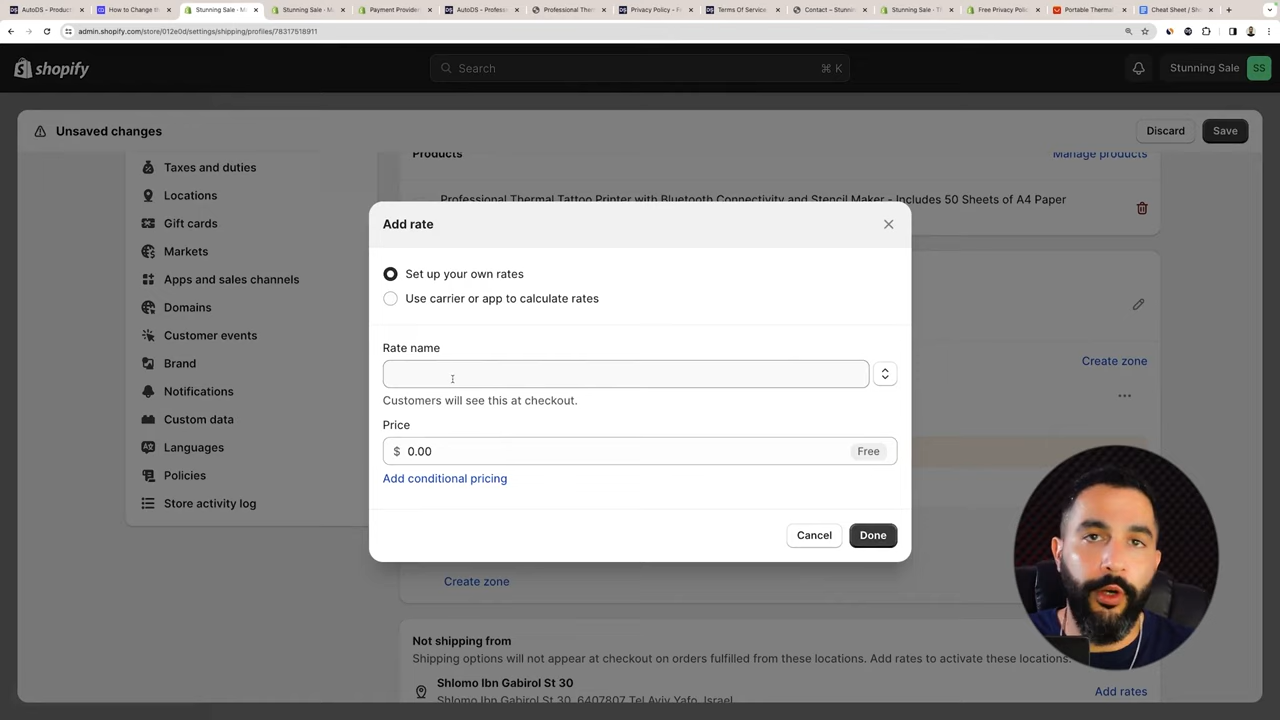 AutoDS - Produc
How to Change th
Stunning Sale - M
Stunning Sale - M
Payment Provider
AutoDS - Profess
Professional Ther
Privacy Policy - F
Terms Of Service
Contact – Stunnin
Stunning Sale - T
Free Privacy Polic
Portable Thermal
Cheat Sheet / Sho
admin.shopify.com/store/012e0d/settings/shipping/profiles/78317518911
shopify
Search
⌘ K
Stunning Sale
SS
Unsaved changes
Discard
Save
Taxes and duties
Locations
Gift cards
Markets
Apps and sales channels
Domains
Customer events
Brand
Notifications
Custom data
Languages
Policies
Store activity log
Products
Manage products
Professional Thermal Tattoo Printer with Bluetooth Connectivity and Stencil Maker - Includes 50 Sheets of A4 Paper
Add rate
Set up your own rates
Use carrier or app to calculate rates
Rate name
Customers will see this at checkout.
Price
$ 0.00
Free
Add conditional pricing
Cancel
Done
Create zone
Create zone
Not shipping from
Shipping options will not appear at checkout on orders fulfilled from these locations. Add rates to activate these locations.
Shlomo Ibn Gabirol St 30
Shlomo Ibn Gabirol St 30, 6407807 Tel Aviv Yafo, Israel
Add rates